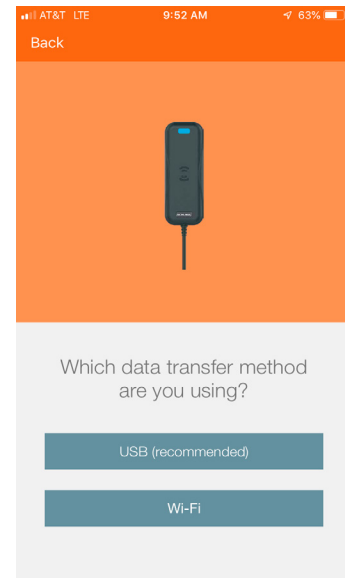 AT&T LTE 9:52 AM 63%
Back
Which data transfer method
are you using?
USB (recommended)
Wi-Fi